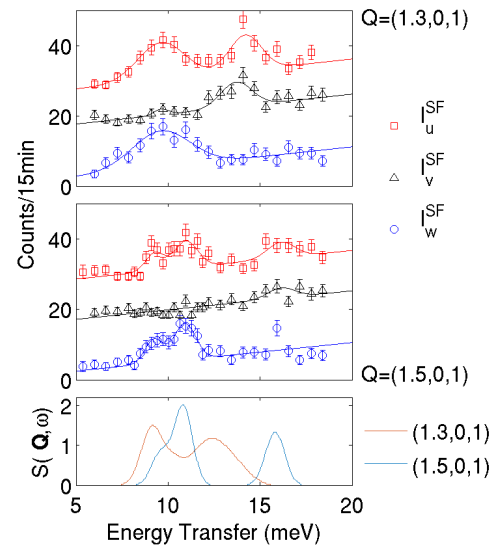 Q=(1.3,0,1)
40
20
0
I_u^SF
I_v^SF
I_w^SF
Counts/15min
40
20
0
Q=(1.5,0,1)
2
1
0
S( Q,ω)
(1.3,0,1)
(1.5,0,1)
5 10 15 20
Energy Transfer (meV)